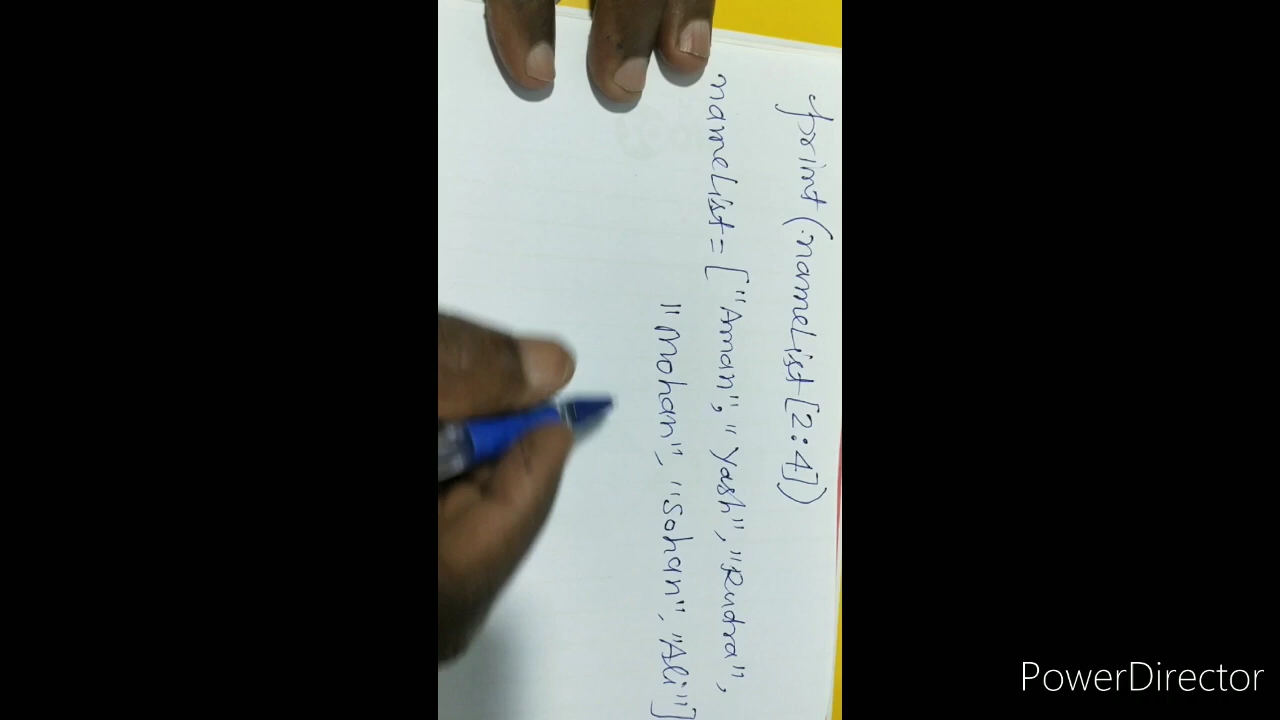 print(nameList[2:4])
nameList=["Aman","Yash","Rudra",
"Mohan","Sohan","Ali"]
PowerDirector